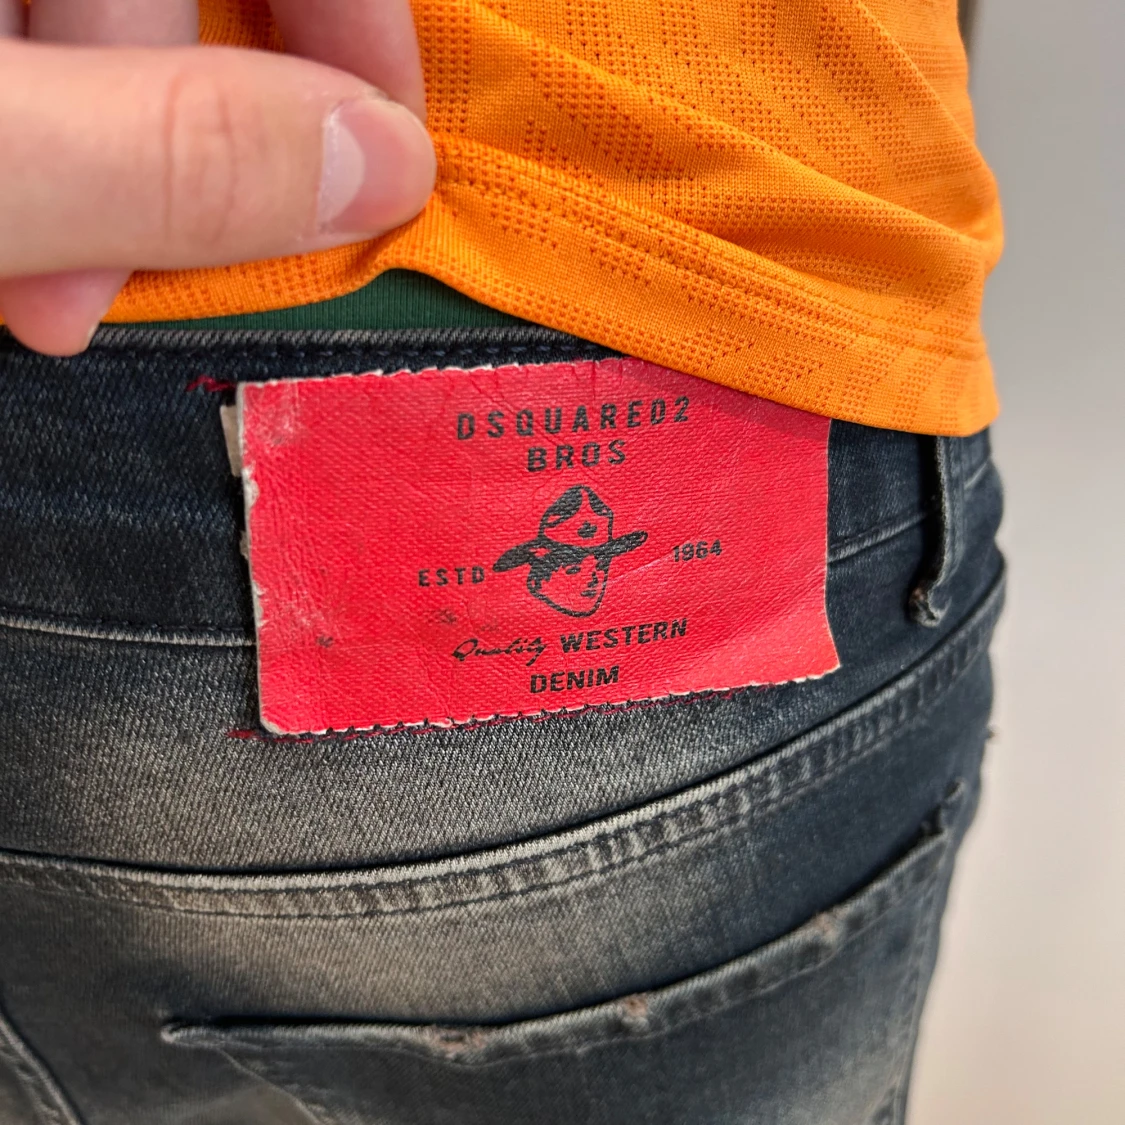 DSQUARED2
BROS
ESTD 1964
Quality WESTERN
DENIM